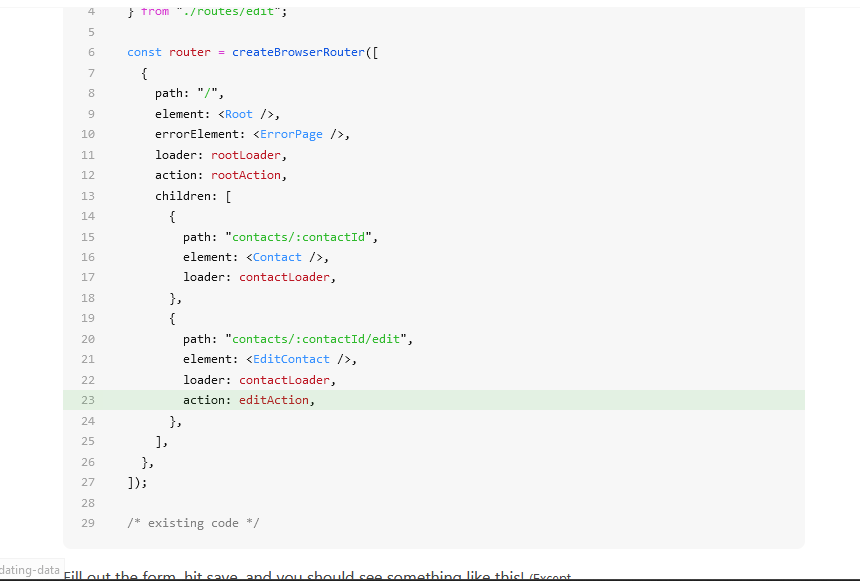 4 } from "./routes/edit";
5
6 const router = createBrowserRouter([
7   {
8     path: "/",
9     element: <Root />,
10     errorElement: <ErrorPage />,
11     loader: rootLoader,
12     action: rootAction,
13     children: [
14       {
15         path: "contacts/:contactId",
16         element: <Contact />,
17         loader: contactLoader,
18       },
19       {
20         path: "contacts/:contactId/edit",
21         element: <EditContact />,
22         loader: contactLoader,
23         action: editAction,
24       },
25     ],
26   },
27 ]);
28
29 /* existing code */
dating-data
Fill out the form, hit save, and you should see something like this! (Except